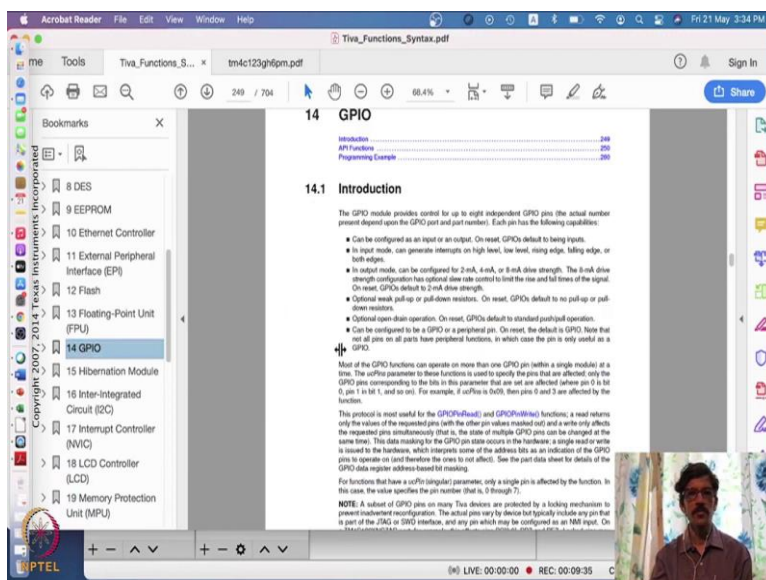 Acrobat Reader File Edit View Window Help
Fri 21 May 3:34 PM
Tiva_Functions_Syntax.pdf
me Tools Tiva_Functions_S... × tm4c123gh6pm.pdf
Sign In
249 / 704
68.4%
Share
Bookmarks
8 DES
9 EEPROM
10 Ethernet Controller
11 External Peripheral
Interface (EPI)
12 Flash
13 Floating-Point Unit
(FPU)
14 GPIO
15 Hibernation Module
16 Inter-Integrated
Circuit (I2C)
17 Interrupt Controller
(NVIC)
18 LCD Controller
(LCD)
19 Memory Protection
Unit (MPU)
Copyright 2007, 2014 Texas Instruments Incorporated
14 GPIO
Introduction 249
API Functions 250
Programming Example 280
14.1 Introduction
The GPIO module provides control for up to eight independent GPIO pins (the actual number
present depend upon the GPIO port and part number). Each pin has the following capabilities:
■ Can be configured as an input or an output. On reset, GPIOs default to being inputs.
■ In input mode, can generate interrupts on high level, low level, rising edge, falling edge, or
both edges.
■ In output mode, can be configured for 2-mA, 4-mA, or 8-mA drive strength. The 8-mA drive
strength configuration has optional slew rate control to limit the rise and fall times of the signal.
On reset, GPIOs default to 2-mA drive strength.
■ Optional weak pull-up or pull-down resistors. On reset, GPIOs default to no pull-up or pull-
down resistors.
■ Optional open-drain operation. On reset, GPIOs default to standard push/pull operation.
■ Can be configured to be a GPIO or a peripheral pin. On reset, the default is GPIO. Note that
not all pins on all parts have peripheral functions, in which case the pin is only useful as a
GPIO.
Most of the GPIO functions can operate on more than one GPIO pin (within a single module) at a
time. The ucPins parameter to these functions is used to specify the pins that are affected; only the
GPIO pins corresponding to the bits in this parameter that are set are affected (where pin 0 is bit
0, pin 1 in bit 1, and so on). For example, if ucPins is 0x09, then pins 0 and 3 are affected by the
function.
This protocol is most useful for the GPIOPinRead() and GPIOPinWrite() functions; a read returns
only the values of the requested pins (with the other pin values masked out) and a write only affects
the requested pins simultaneously (that is, the state of multiple GPIO pins can be changed at the
same time). This data masking for the GPIO pin state occurs in the hardware; a single read or write
is issued to the hardware, which interprets some of the address bits as an indication of the GPIO
pins to operate on (and therefore the ones to not affect). See the part data sheet for details of the
GPIO data register address-based bit masking.
For functions that have a ucPin (singular) parameter, only a single pin is affected by the function. In
this case, the value specifies the pin number (that is, 0 through 7).
NOTE: A subset of GPIO pins on many Tiva devices are protected by a locking mechanism to
prevent inadvertent reconfiguration. The actual pins vary by device but typically include any pin that
is part of the JTAG or SWD interface, and any pin which may be configured as an NMI input. On
NPTEL
LIVE: 00:00:00 REC: 00:09:35 C